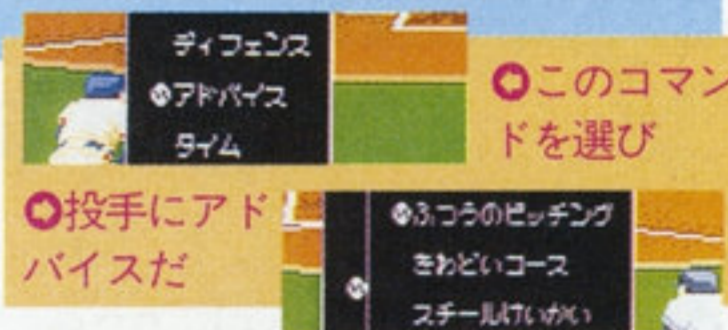 ディフェンス
アドバイス
タイム
このコマン
ドを選び
投手にアド
バイスだ
ふつうのピッチング
きわどいコース
スチールけいかい